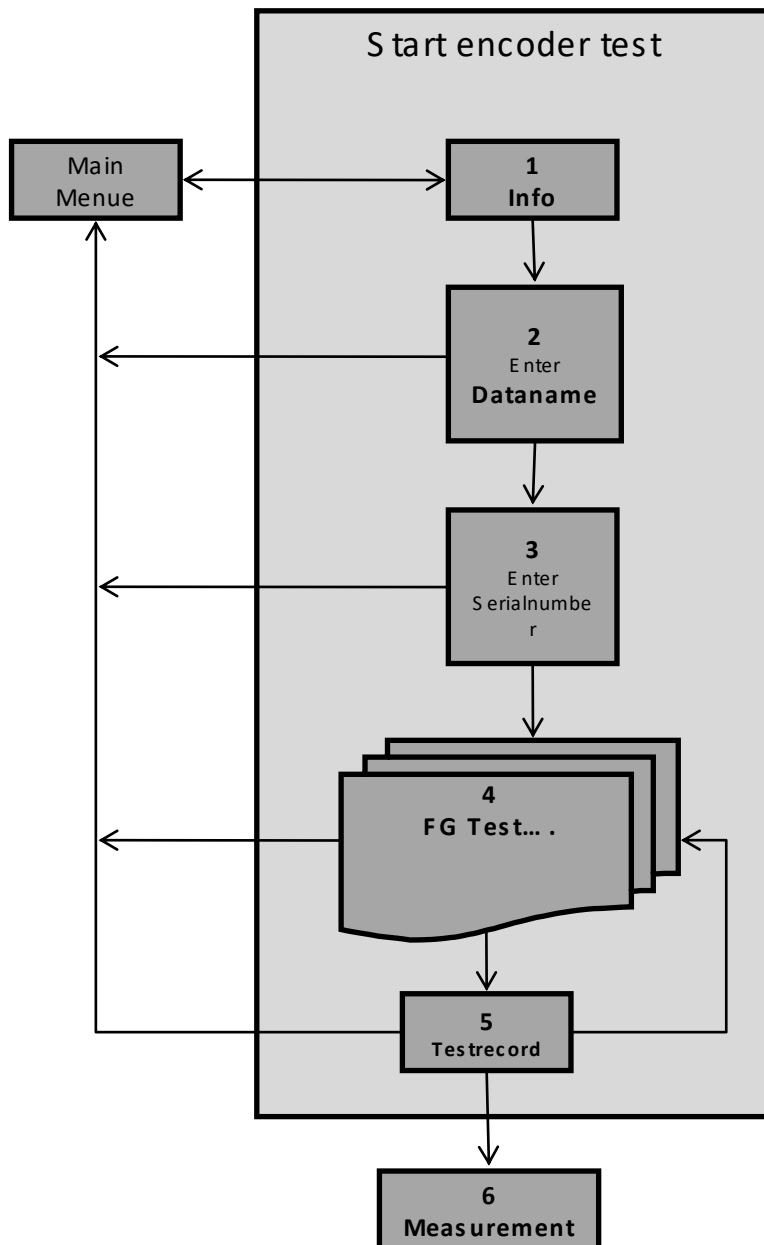 Start encoder test
Main
Menue
1
Info
2
Enter
Dataname
3
Enter
Serialnumbe
r
4
FG Test….
5
Testrecord
6
Measurement